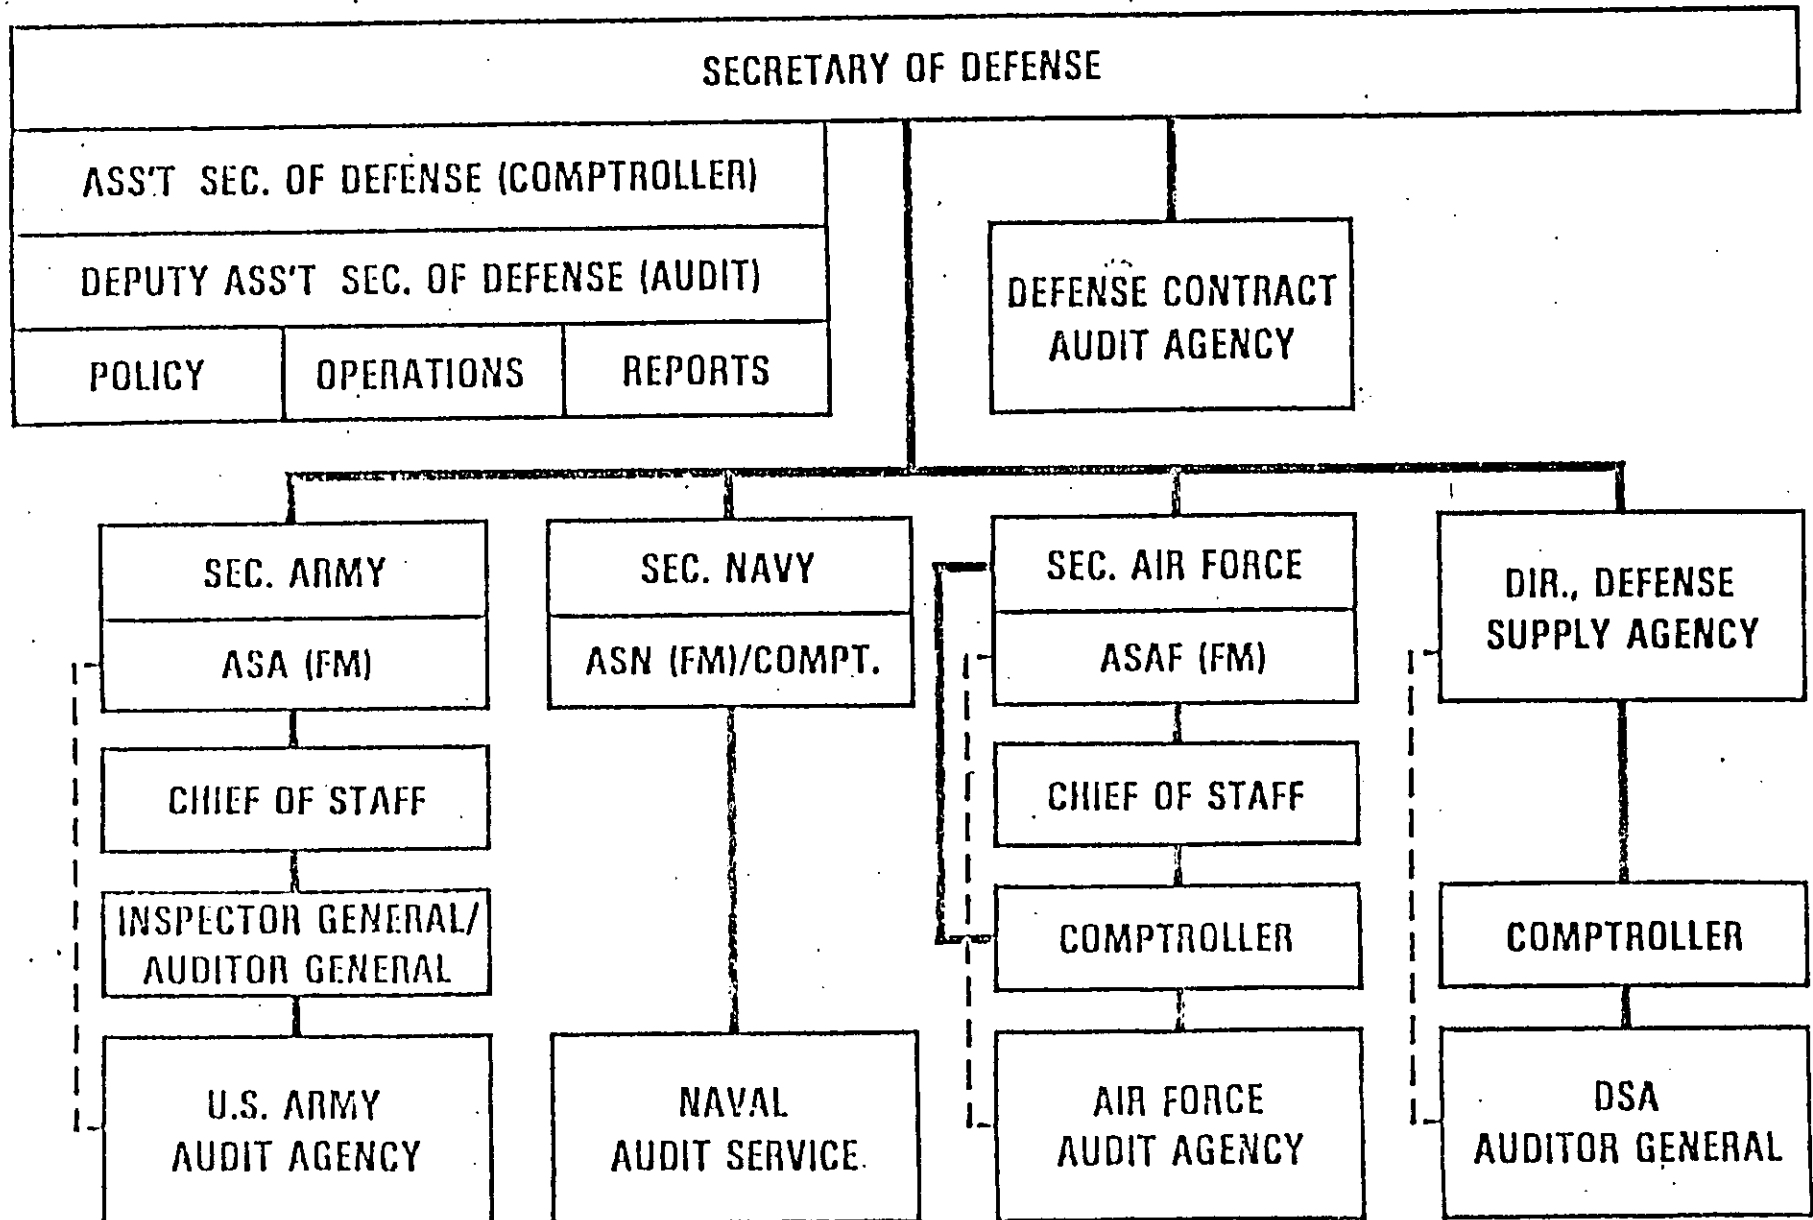 SECRETARY OF DEFENSE
ASS'T SEC. OF DEFENSE (COMPTROLLER)
DEPUTY ASS'T SEC. OF DEFENSE (AUDIT)
POLICY
OPERATIONS
REPORTS
DEFENSE CONTRACT
AUDIT AGENCY
SEC. ARMY
ASA (FM)
CHIEF OF STAFF
INSPECTOR GENERAL/
AUDITOR GENERAL
U.S. ARMY
AUDIT AGENCY
SEC. NAVY
ASN (FM)/COMPT.
NAVAL
AUDIT SERVICE
SEC. AIR FORCE
ASAF (FM)
CHIEF OF STAFF
COMPTROLLER
AIR FORCE
AUDIT AGENCY
DIR., DEFENSE
SUPPLY AGENCY
COMPTROLLER
DSA
AUDITOR GENERAL